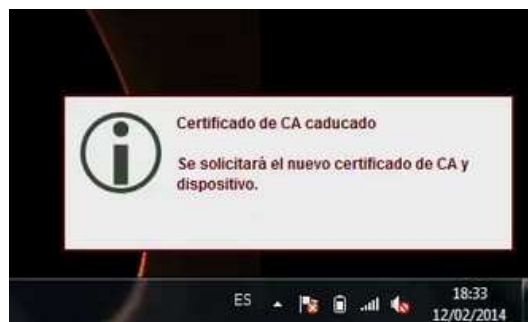 Certificado de CA caducado
Se solicitará el nuevo certificado de CA y
dispositivo.
ES
18:33
12/02/2014